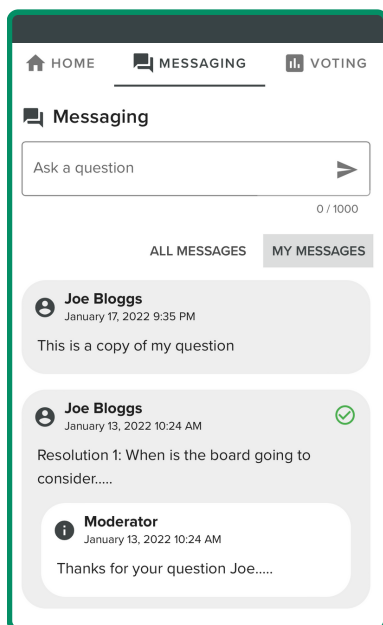 HOME MESSAGING VOTING
Messaging
Ask a question
0 / 1000
ALL MESSAGES MY MESSAGES
Joe Bloggs
January 17, 2022 9:35 PM
This is a copy of my question
Joe Bloggs
January 13, 2022 10:24 AM
Resolution 1: When is the board going to
consider.....
Moderator
January 13, 2022 10:24 AM
Thanks for your question Joe.....